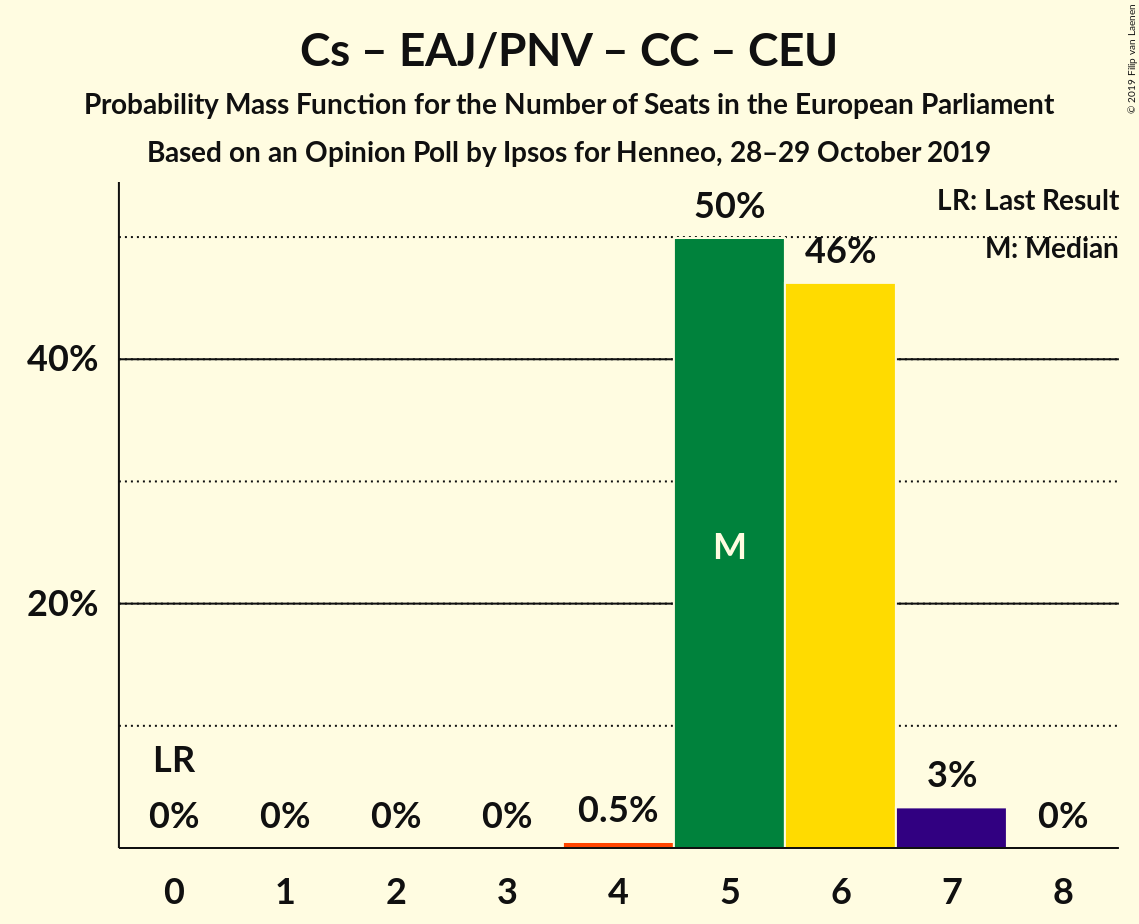 Cs – EAJ/PNV – CC – CEU
Probability Mass Function for the Number of Seats in the European Parliament
Based on an Opinion Poll by Ipsos for Henneo, 28–29 October 2019
© 2019 Filip van Laenen
LR: Last Result
M: Median
50%
46%
40%
M
20%
LR
0% 0% 0% 0% 0.5% 3% 0%
0 1 2 3 4 5 6 7 8